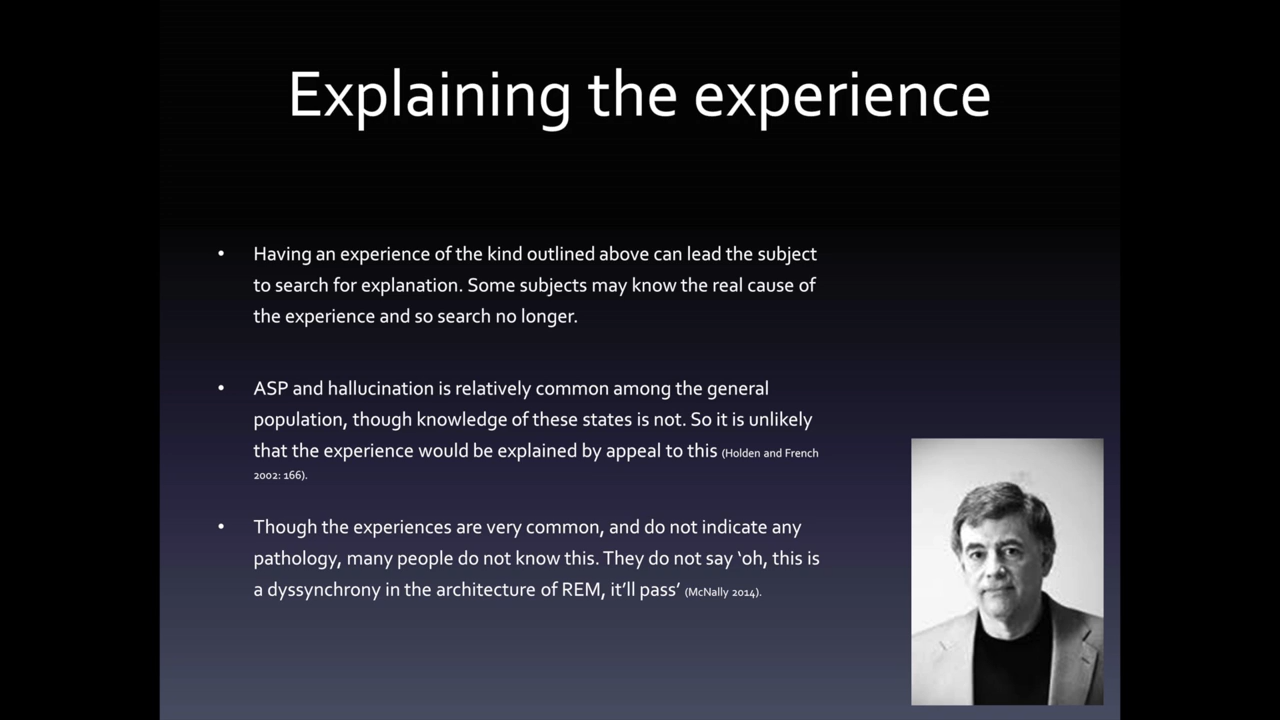 Explaining the experience
• Having an experience of the kind outlined above can lead the subject
to search for explanation. Some subjects may know the real cause of
the experience and so search no longer.
• ASP and hallucination is relatively common among the general
population, though knowledge of these states is not. So it is unlikely
that the experience would be explained by appeal to this (Holden and French
2002: 166).
• Though the experiences are very common, and do not indicate any
pathology, many people do not know this. They do not say ‘oh, this is
a dyssynchrony in the architecture of REM, it’ll pass’ (McNally 2014).